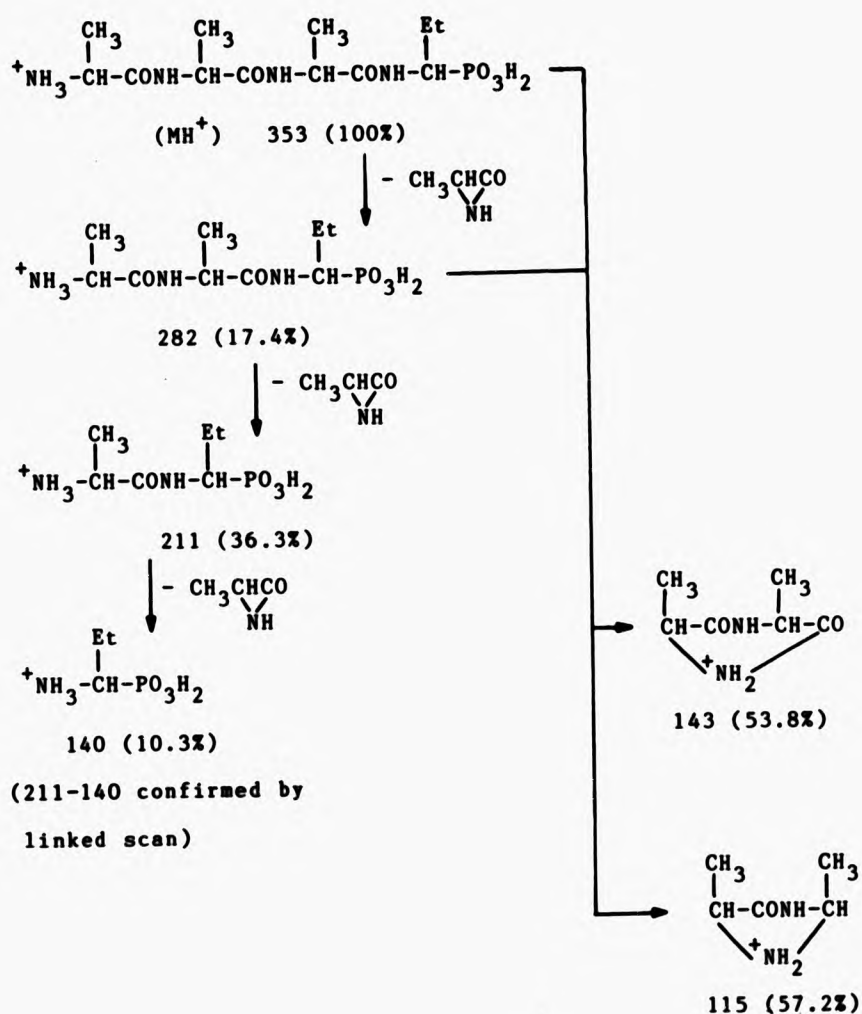 CH3 CH3 CH3 Et
+NH3-CH-CONH-CH-CONH-CH-CONH-CH-PO3H2
(MH+) 353 (100%)
- CH3CHCO
NH
CH3 CH3 Et
+NH3-CH-CONH-CH-CONH-CH-PO3H2
282 (17.4%)
- CH3CHCO
NH
CH3 Et
+NH3-CH-CONH-CH-PO3H2
211 (36.3%)
- CH3CHCO
NH
Et
+NH3-CH-PO3H2
140 (10.3%)
(211-140 confirmed by
linked scan)
CH3 CH3
CH-CONH-CH-CO
+NH2
143 (53.8%)
CH3 CH3
CH-CONH-CH
+NH2
115 (57.2%)